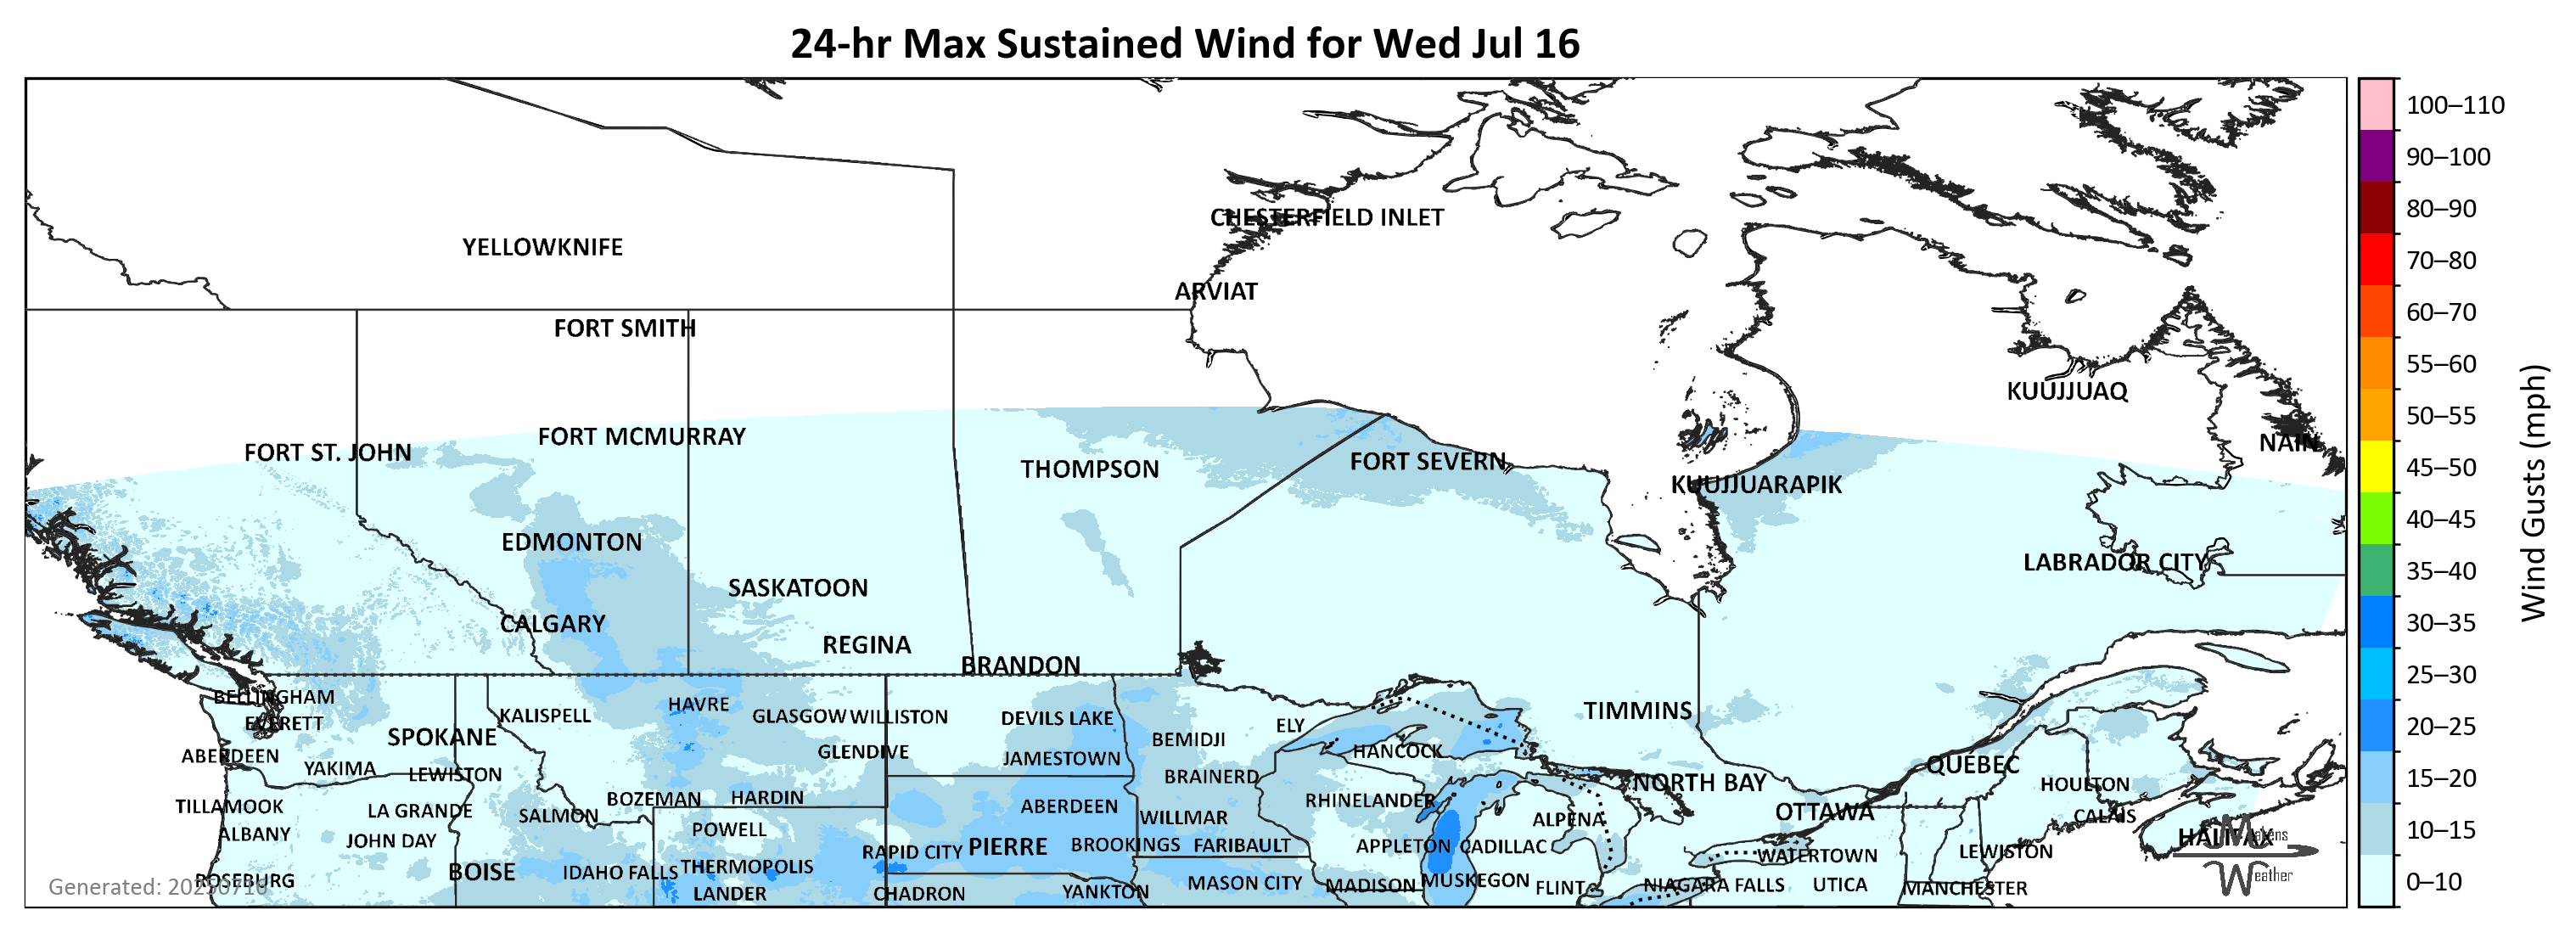 24-hr Max Sustained Wind for Wed Jul 16
100–110
90–100
80–90
70–80
60–70
55–60
50–55
45–50
40–45
35–40
30–35
25–30
20–25
15–20
10–15
0–10
Wind Gusts (mph)
CHESTERFIELD INLET
YELLOWKNIFE
ARVIAT
FORT SMITH
KUUJJUAQ
FORT MCMURRAY
NAIN
FORT ST. JOHN
FORT SEVERN
THOMPSON
KUUJJUARAPIK
EDMONTON
LABRADOR CITY
SASKATOON
CALGARY
REGINA
BRANDON
BELLINGHAM
HAVRE
TIMMINS
KALISPELL
GLASGOW
WILLISTON
DEVILS LAKE
EVERETT
ELY
SPOKANE
BEMIDJI
HANCOCK
GLENDIVE
ABERDEEN
JAMESTOWN
QUÉBEC
YAKIMA
LEWISTON
BRAINERD
NORTH BAY
HOULTON
BOZEMAN
HARDIN
RHINELANDER
TILLAMOOK
LA GRANDE
ABERDEEN
OTTAWA
SALMON
CALAIS
WILLMAR
ALPENA
POWELL
ALBANY
HALIFAX
JOHN DAY
RAPID CITY
PIERRE
BROOKINGS
FARIBAULT
APPLETON
CADILLAC
LEWISTON
WATERTOWN
THERMOPOLIS
BOISE
IDAHO FALLS
ROSEBURG
MUSKEGON
MASON CITY
MADISON
NIAGARA FALLS
UTICA
FLINT
MANCHESTER
LANDER
CHADRON
YANKTON
Weather